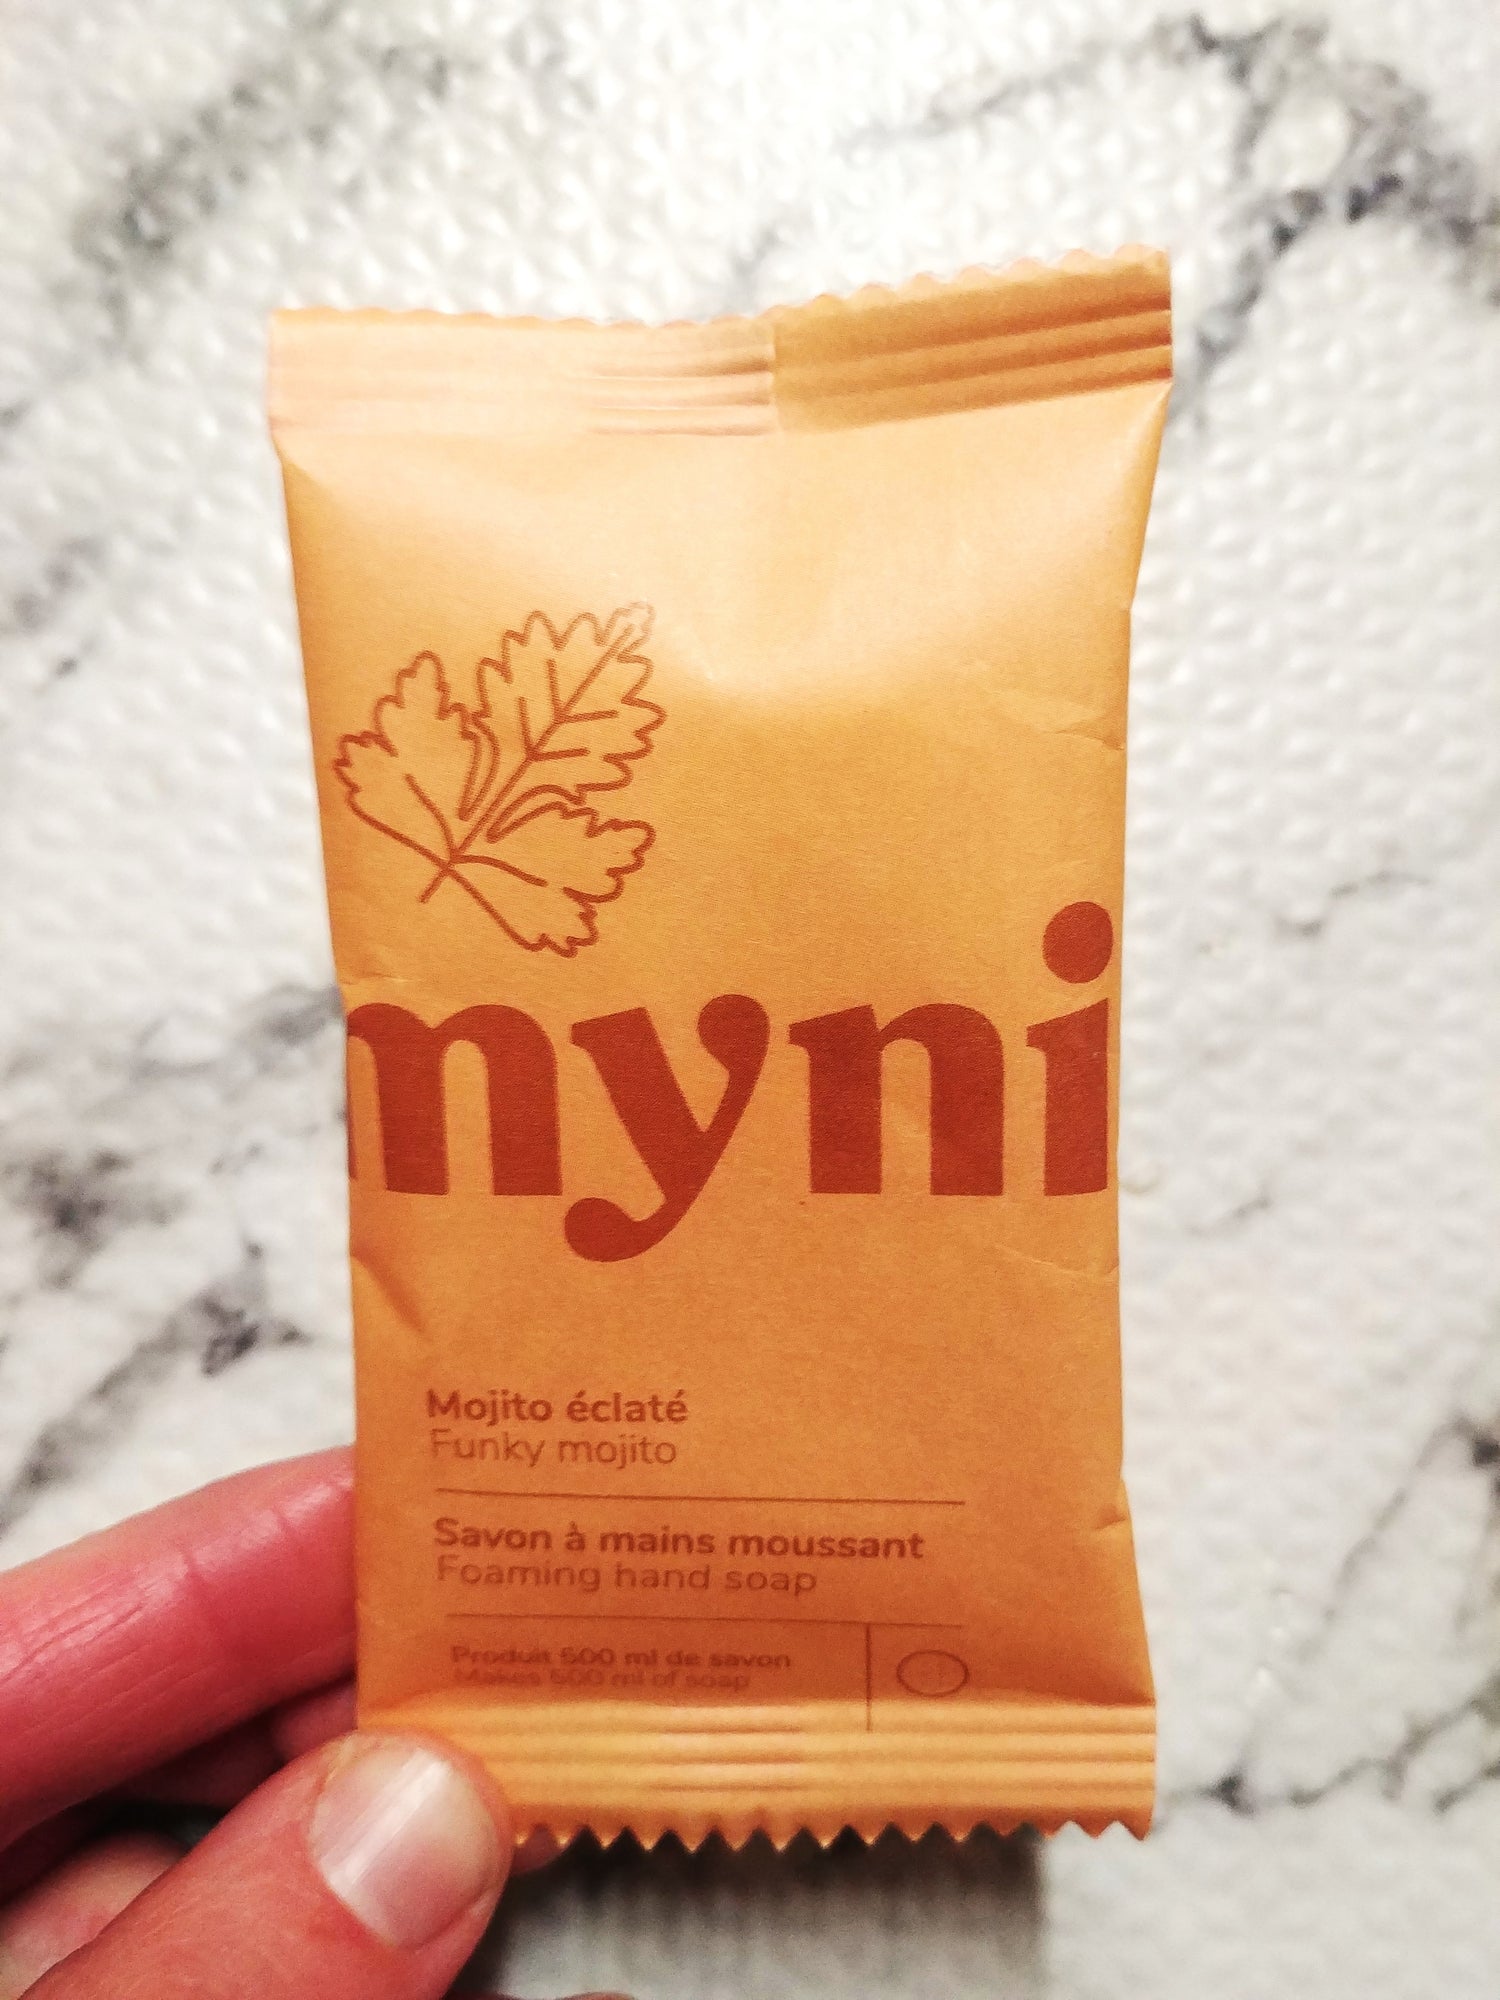 myni
Mojito éclaté
Funky mojito
Savon à mains moussant
Foaming hand soap
Produit 500 ml de savon
Makes 500 ml of soap